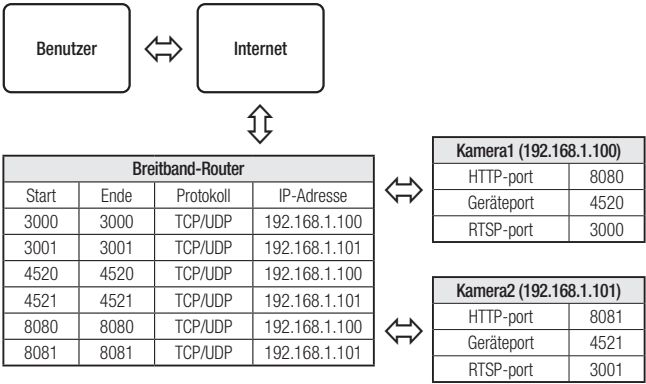 Benutzer
Internet
Breitband-Router
Start Ende Protokoll IP-Adresse
3000 3000 TCP/UDP 192.168.1.100
3001 3001 TCP/UDP 192.168.1.101
4520 4520 TCP/UDP 192.168.1.100
4521 4521 TCP/UDP 192.168.1.101
8080 8080 TCP/UDP 192.168.1.100
8081 8081 TCP/UDP 192.168.1.101
Kamera1 (192.168.1.100)
HTTP-port 8080
Geräteport 4520
RTSP-port 3000
Kamera2 (192.168.1.101)
HTTP-port 8081
Geräteport 4521
RTSP-port 3001